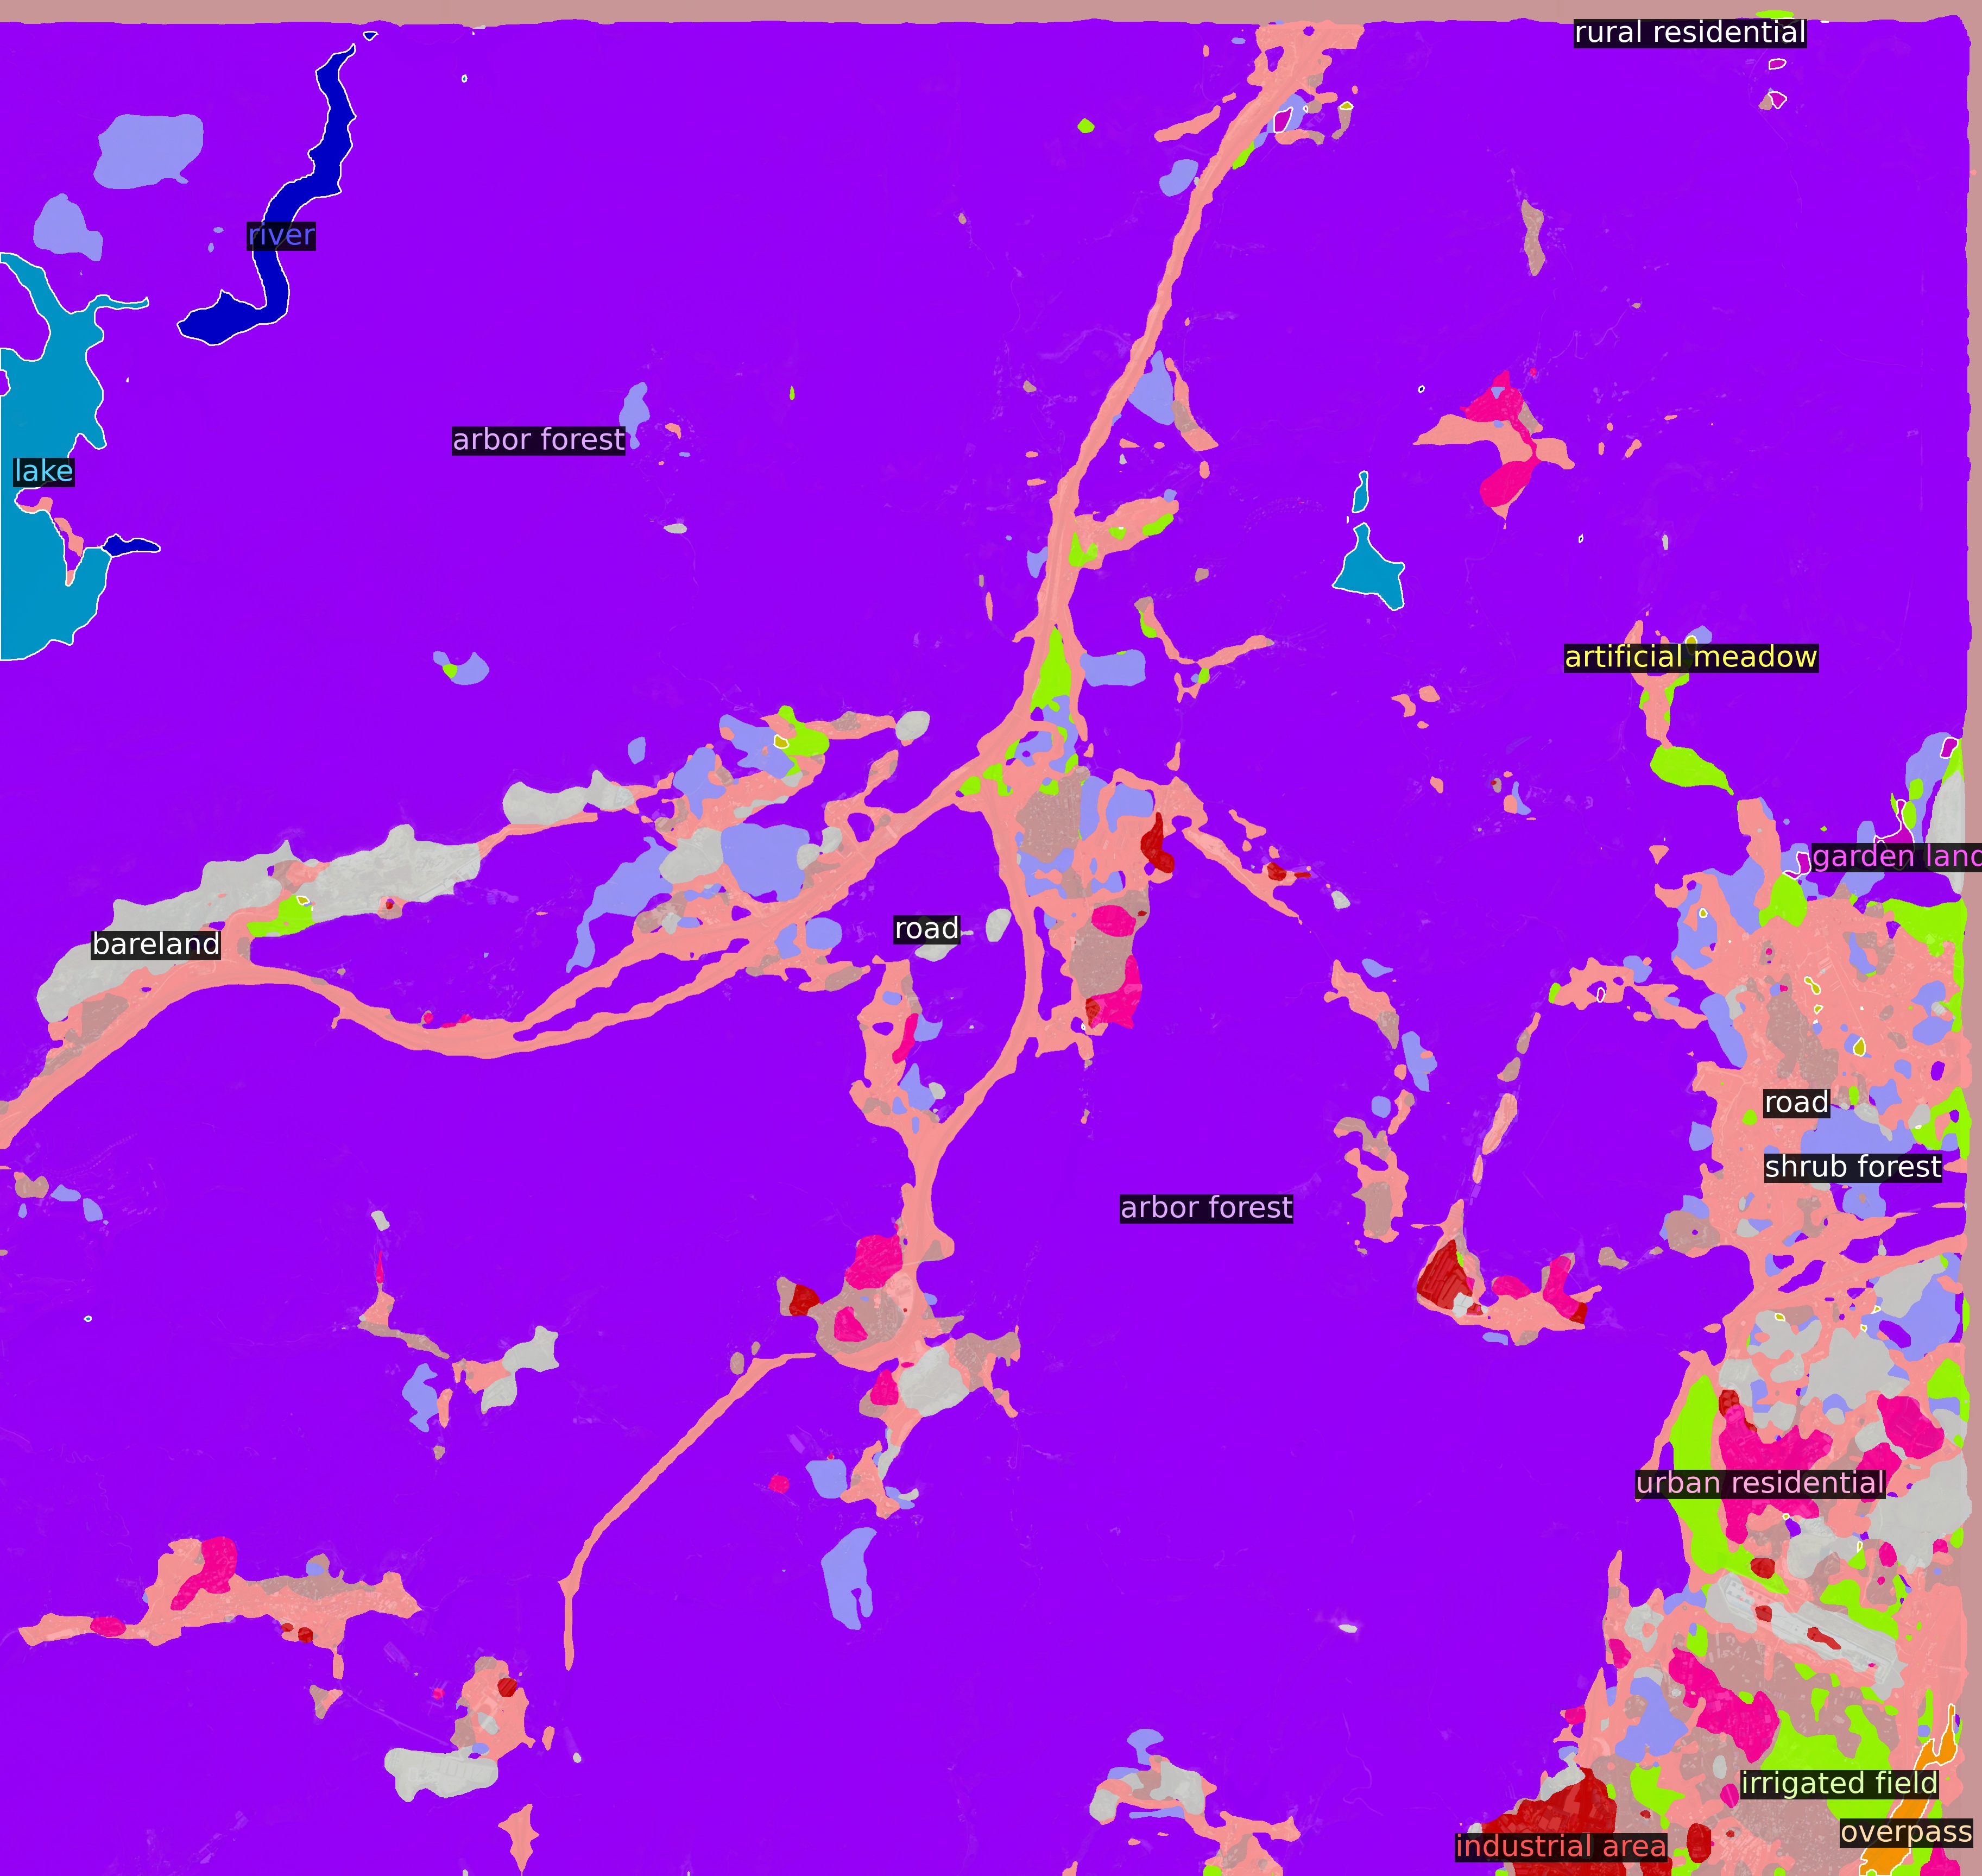 rural residential
river
arbor forest
lake
artificial meadow
garden land
road
bareland
road
shrub forest
arbor forest
urban residential
irrigated field
overpass
industrial area